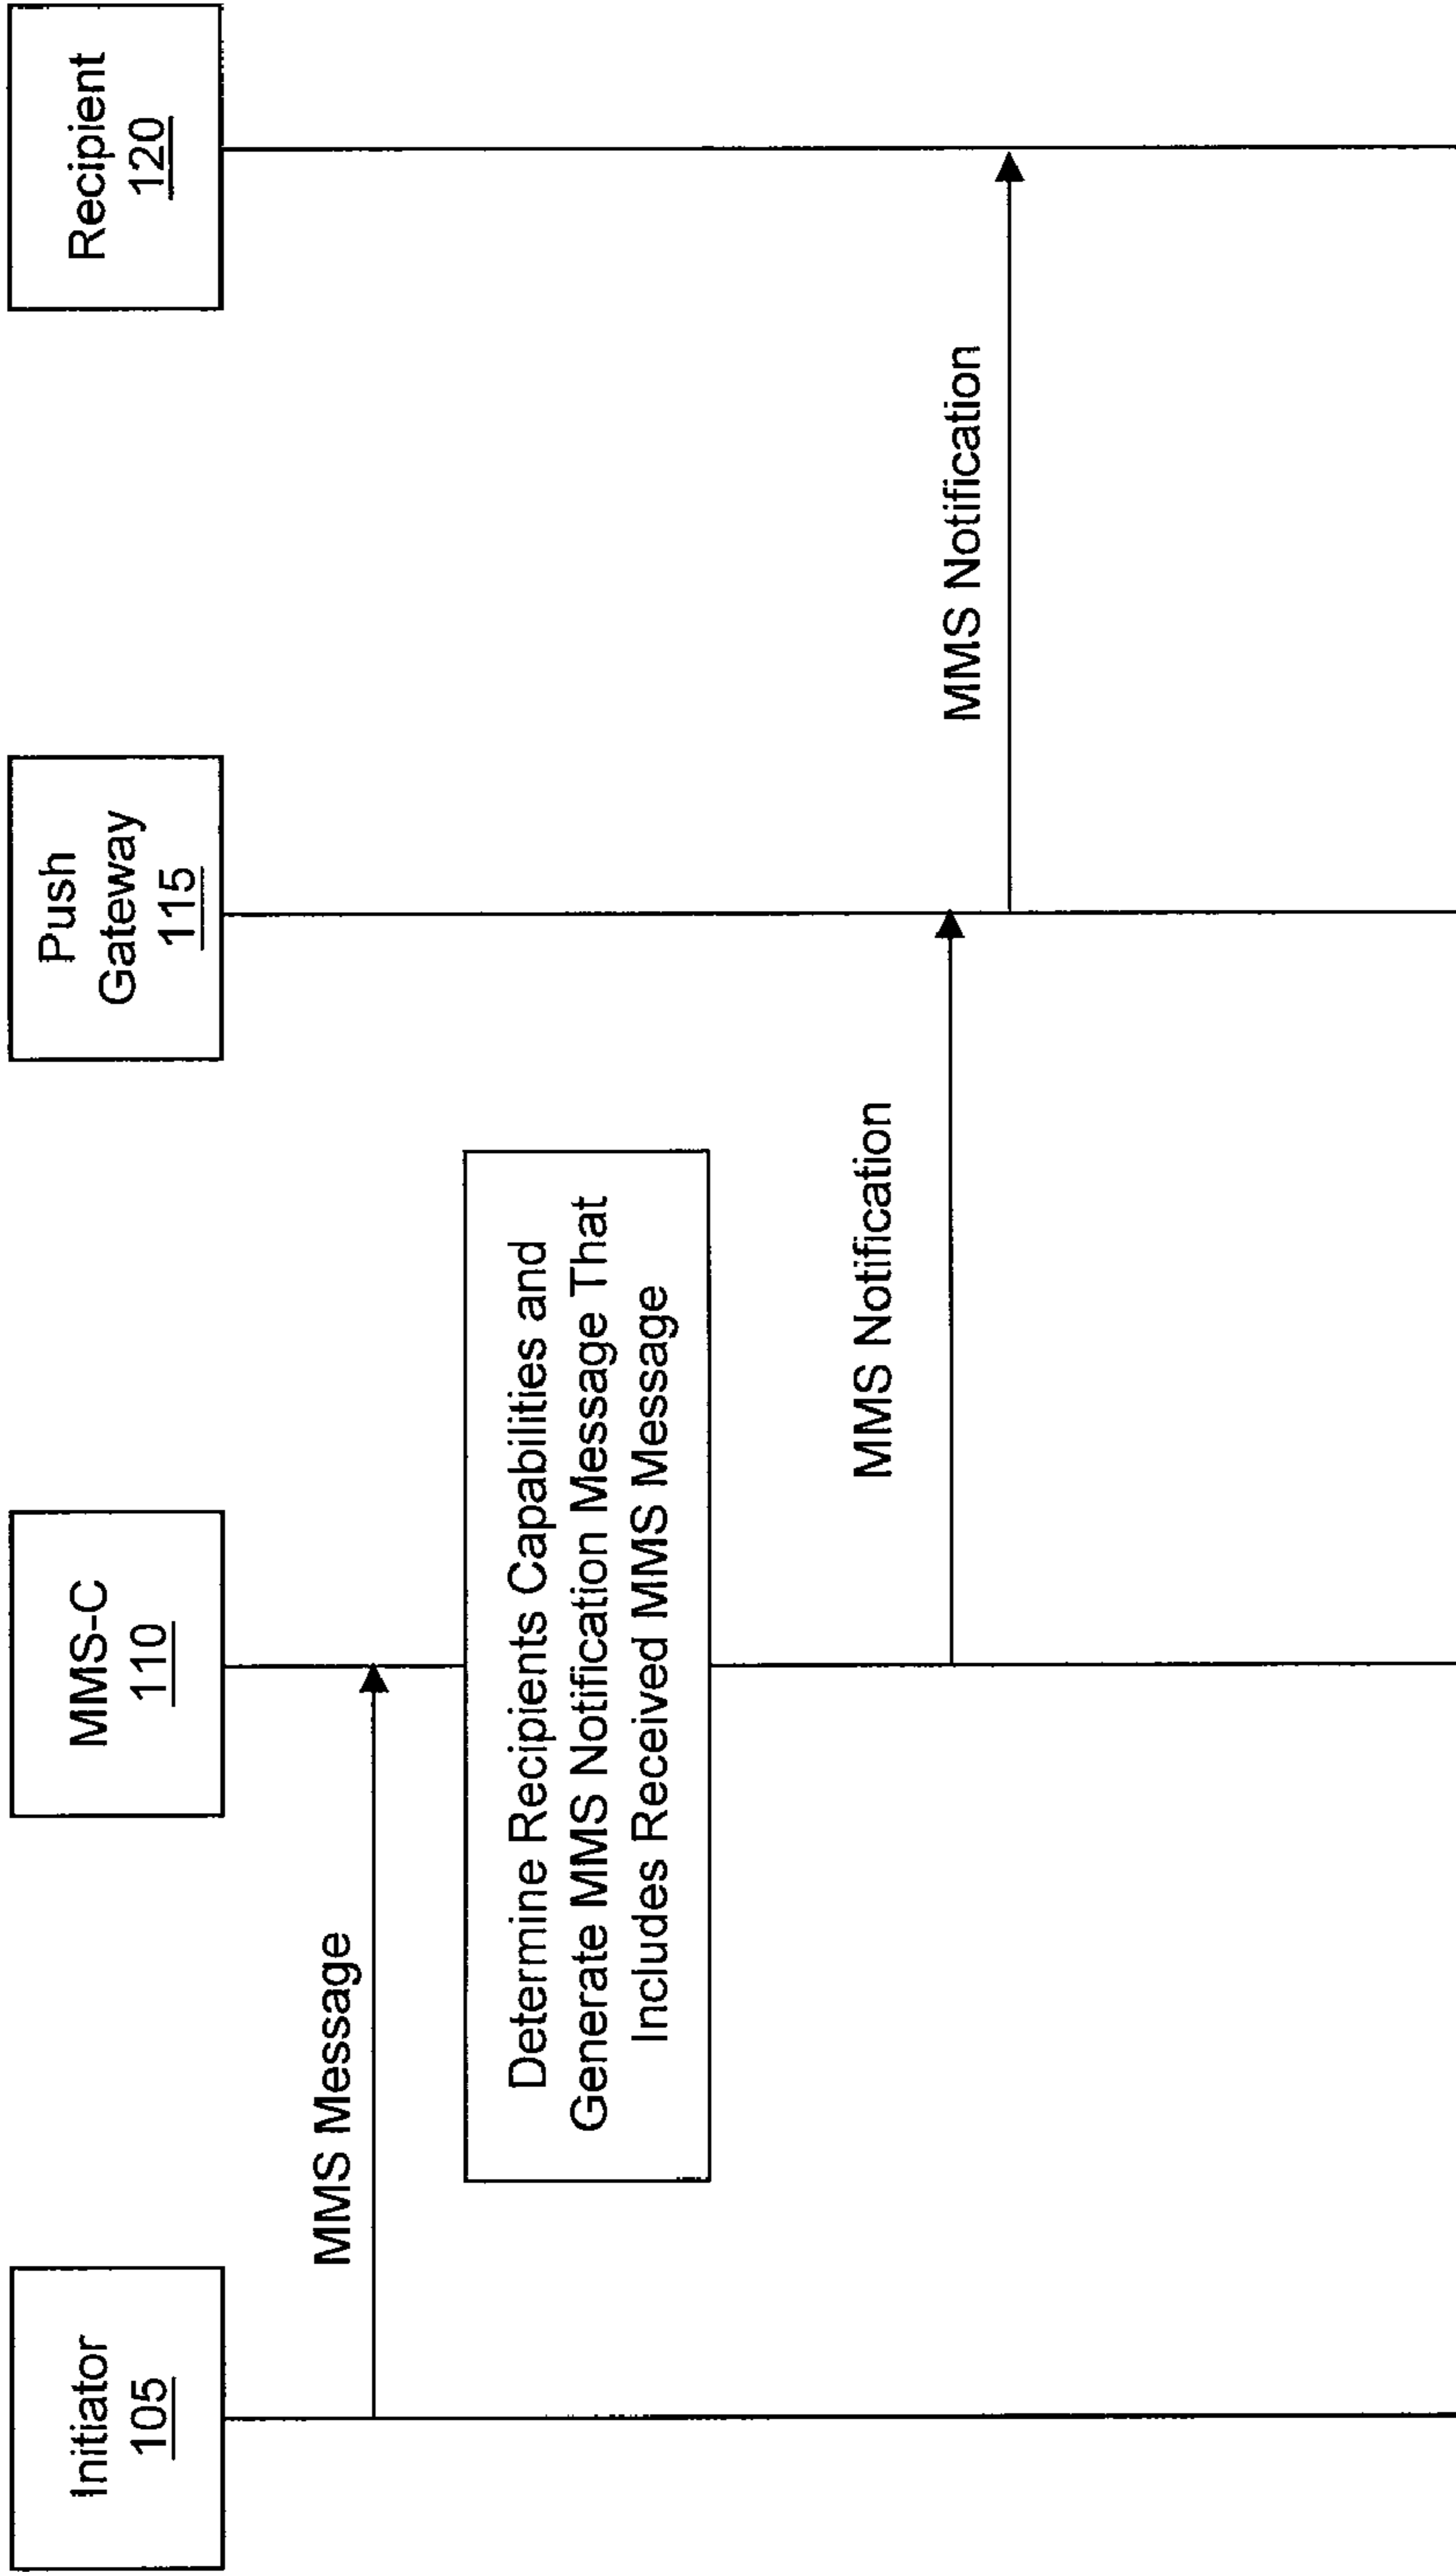 Initiator
105
MMS-C
110
Push
Gateway
115
Recipient
120
MMS Message
Determine Recipients Capabilities and
Generate MMS Notification Message That
Includes Received MMS Message
MMS Notification
MMS Notification